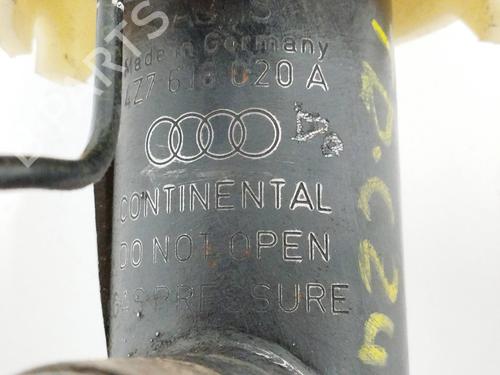 Made in Germany
4Z7 616 020 A
CONTINENTAL
DO NOT OPEN
GAS PRESSURE